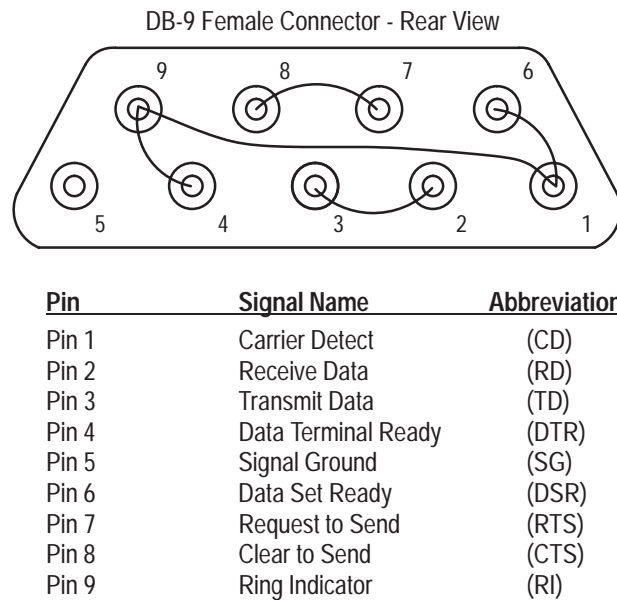 DB-9 Female Connector - Rear View
9 8 7 6
5 4 3 2 1
Pin Signal Name Abbreviation
Pin 1 Carrier Detect (CD)
Pin 2 Receive Data (RD)
Pin 3 Transmit Data (TD)
Pin 4 Data Terminal Ready (DTR)
Pin 5 Signal Ground (SG)
Pin 6 Data Set Ready (DSR)
Pin 7 Request to Send (RTS)
Pin 8 Clear to Send (CTS)
Pin 9 Ring Indicator (RI)